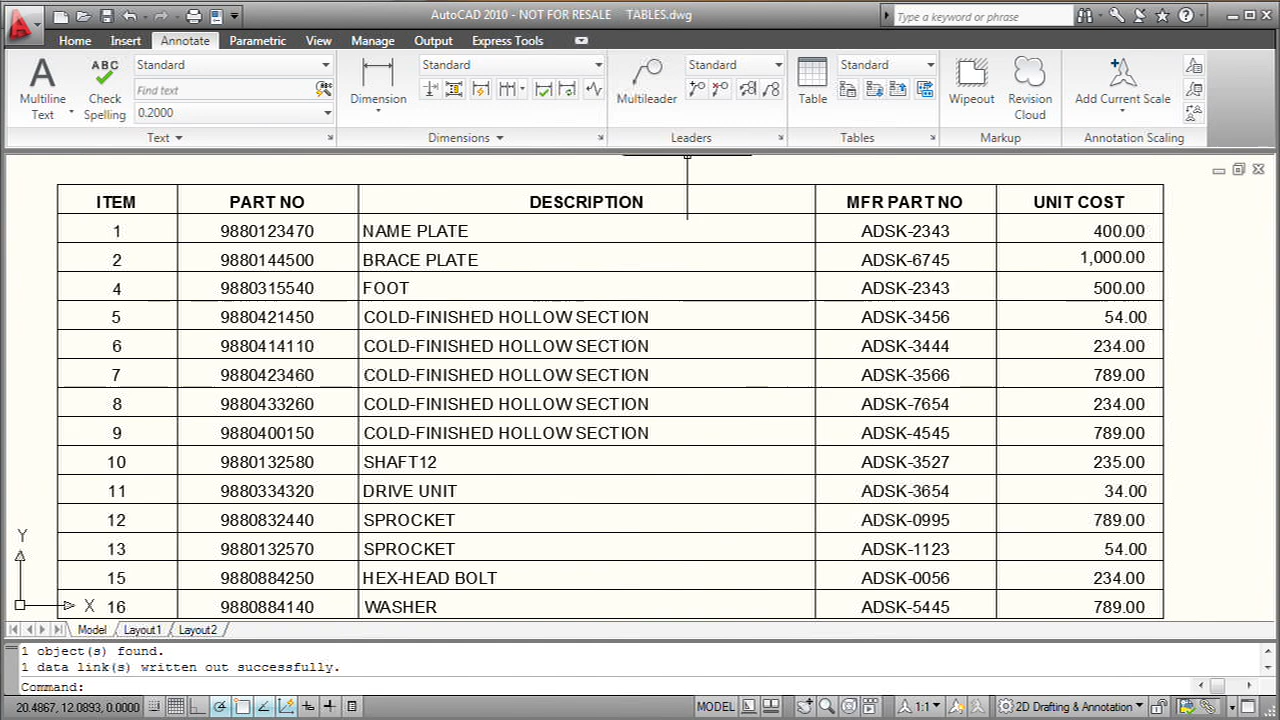 AutoCAD 2010 - NOT FOR RESALE TABLES.dwg
Type a keyword or phrase
Home Insert Annotate Parametric View Manage Output Express Tools
A ABC Standard Standard Standard Standard
Find text
Multiline Text Check Spelling Dimension Multileader Table Wipeout Revision Cloud Add Current Scale
0.2000
Text Dimensions Leaders Tables Markup Annotation Scaling
ITEM PART NO DESCRIPTION MFR PART NO UNIT COST
1 9880123470 NAME PLATE ADSK-2343 400.00
2 9880144500 BRACE PLATE ADSK-6745 1,000.00
4 9880315540 FOOT ADSK-2343 500.00
5 9880421450 COLD-FINISHED HOLLOW SECTION ADSK-3456 54.00
6 9880414110 COLD-FINISHED HOLLOW SECTION ADSK-3444 234.00
7 9880423460 COLD-FINISHED HOLLOW SECTION ADSK-3566 789.00
8 9880433260 COLD-FINISHED HOLLOW SECTION ADSK-7654 234.00
9 9880400150 COLD-FINISHED HOLLOW SECTION ADSK-4545 789.00
10 9880132580 SHAFT12 ADSK-3527 235.00
11 9880334320 DRIVE UNIT ADSK-3654 34.00
12 9880832440 SPROCKET ADSK-0995 789.00
13 9880132570 SPROCKET ADSK-1123 54.00
15 9880884250 HEX-HEAD BOLT ADSK-0056 234.00
16 9880884140 WASHER ADSK-5445 789.00
Y
X
Model Layout1 Layout2
1 object(s) found.
1 data link(s) written out successfully.
Command:
20.4867, 12.0893, 0.0000 MODEL 1:1 2D Drafting & Annotation